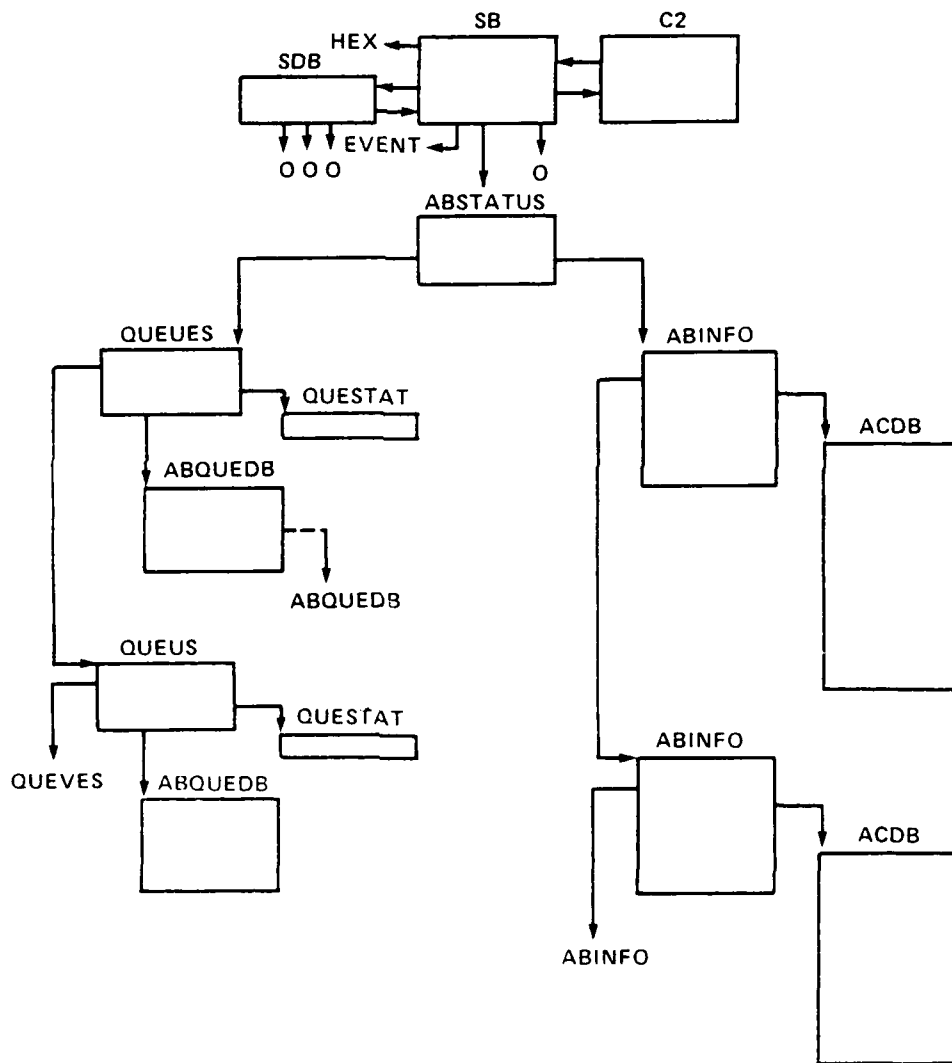 SB
C2
HEX
SDB
EVENT
O O O
O
ABSTATUS
QUEUES
ABINFO
QUESTAT
ACDB
ABQUEDB
ABQUEDB
QUEUS
QUESTAT
ABINFO
QUEVES
ABQUEDB
ACDB
ABINFO